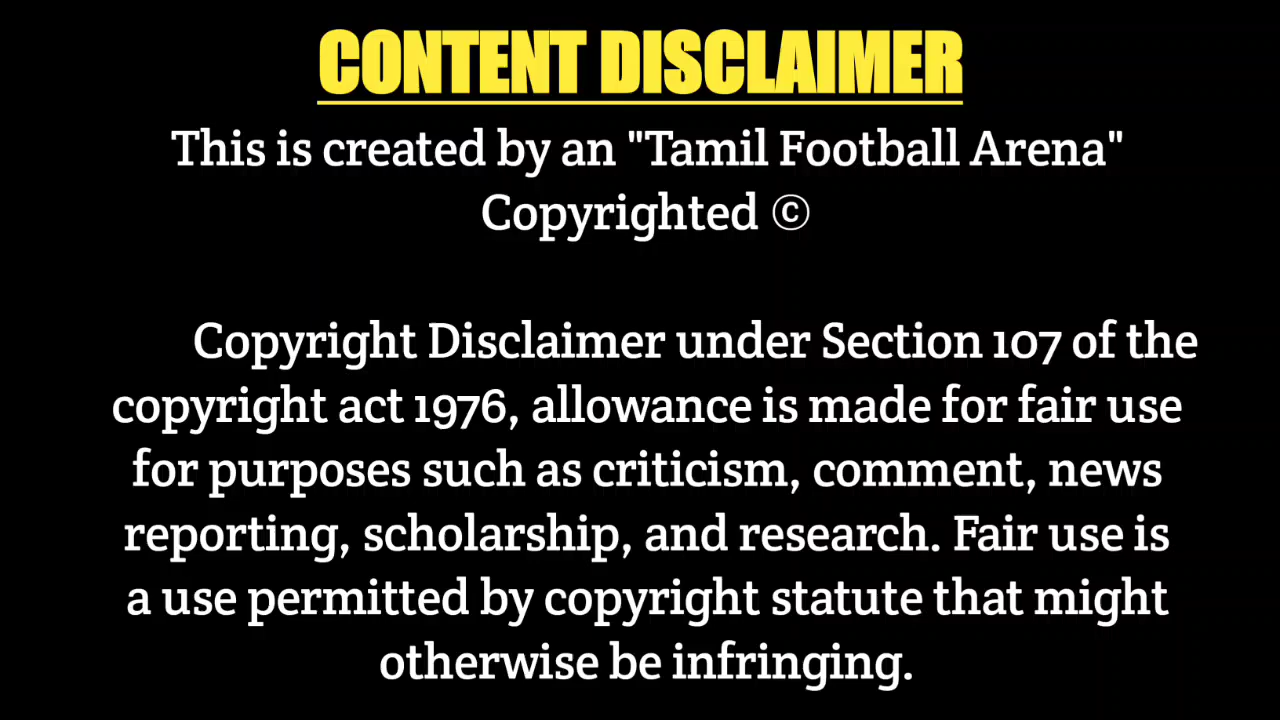 CONTENT DISCLAIMER
This is created by an "Tamil Football Arena"
Copyrighted ©
Copyright Disclaimer under Section 107 of the
copyright act 1976, allowance is made for fair use
for purposes such as criticism, comment, news
reporting, scholarship, and research. Fair use is
a use permitted by copyright statute that might
otherwise be infringing.